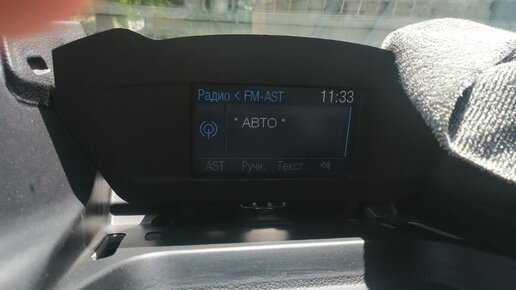 Радио < FM-AST 11:33
* АВТО *
AST Ручн. Текст